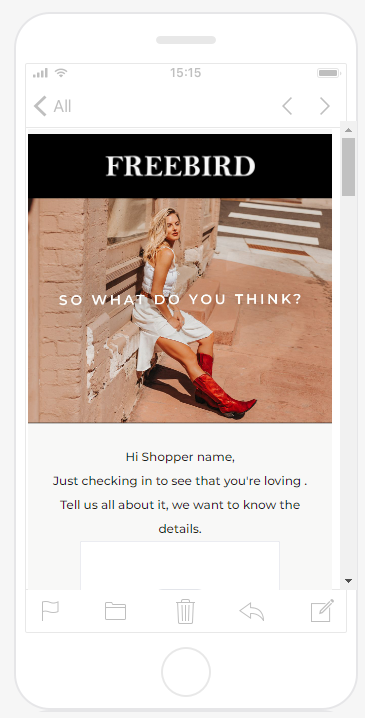 15:15
All
FREEBIRD
SO WHAT DO YOU THINK?
Hi Shopper name,
Just checking in to see that you're loving .
Tell us all about it, we want to know the
details.